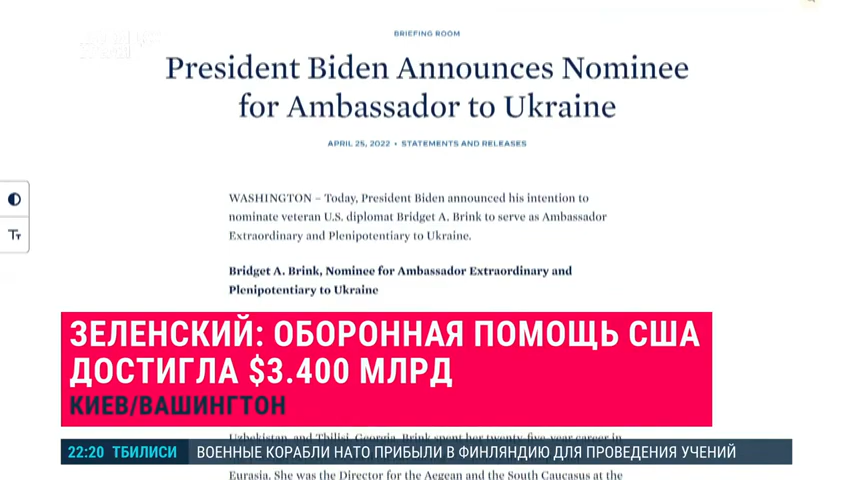 BRIEFING ROOM
President Biden Announces Nominee
for Ambassador to Ukraine
APRIL 25, 2022 • STATEMENTS AND RELEASES
WASHINGTON – Today, President Biden announced his intention to
nominate veteran U.S. diplomat Bridget A. Brink to serve as Ambassador
Extraordinary and Plenipotentiary to Ukraine.
Bridget A. Brink, Nominee for Ambassador Extraordinary and
Plenipotentiary to Ukraine
TT
ЗЕЛЕНСКИЙ: ОБОРОННАЯ ПОМОЩЬ США
ДОСТИГЛА $3.400 МЛРД
КИЕВ/ВАШИНГТОН
Uzbekistan, and Tbilisi, Georgia. Brink spent her twenty-five-year career in
22:20 ТБИЛИСИ ВОЕННЫЕ КОРАБЛИ НАТО ПРИБЫЛИ В ФИНЛЯНДИЮ ДЛЯ ПРОВЕДЕНИЯ УЧЕНИЙ
Eurasia. She was the Director for the Aegean and the South Caucasus at the